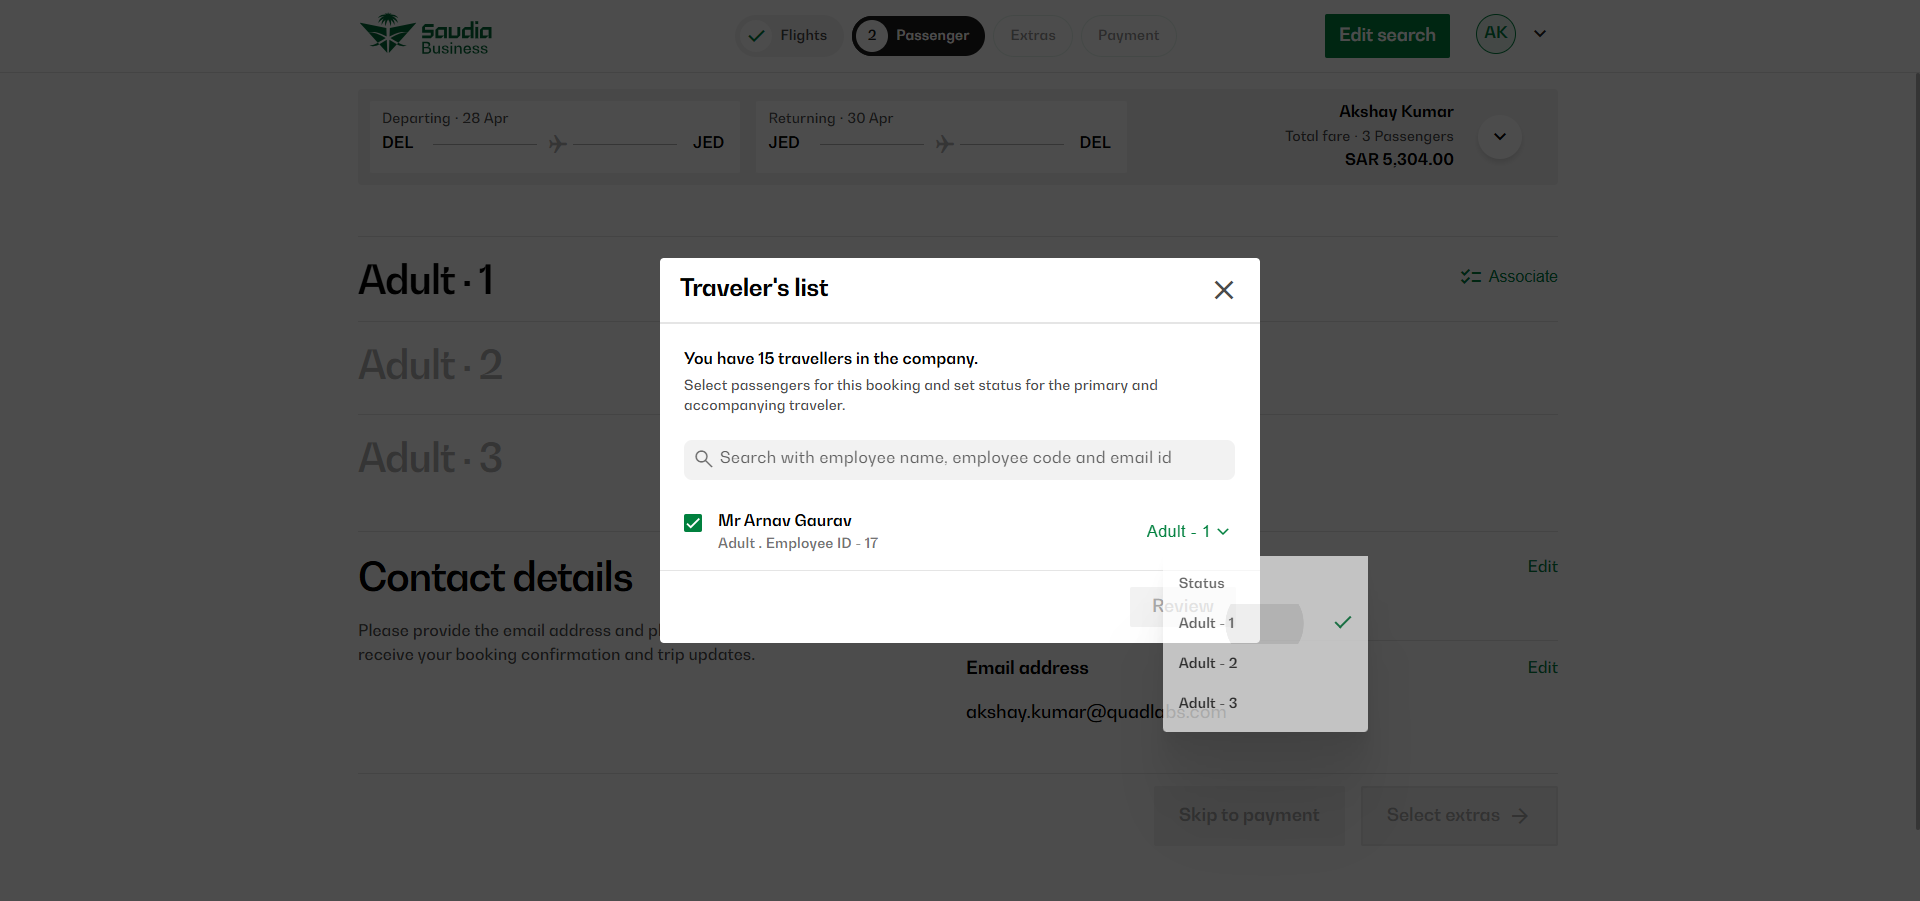 Saudia
Business
Flights
2 Passenger
Extras
Payment
Edit search
AK
Departing · 28 Apr
DEL JED
Returning · 30 Apr
JED DEL
Akshay Kumar
Total fare · 3 Passengers
SAR 5,304.00
Adult · 1
Associate
Adult · 2
Adult · 3
Traveler's list
You have 15 travellers in the company.
Select passengers for this booking and set status for the primary and
accompanying traveler.
Search with employee name, employee code and email id
Mr Arnav Gaurav
Adult . Employee ID - 17
Adult - 1
Review
Status
Adult - 1
Adult - 2
Adult - 3
Contact details
Edit
Please provide the email address and
receive your booking confirmation and trip updates.
Email address
Edit
akshay.kumar@quadlabs.com
Skip to payment
Select extras